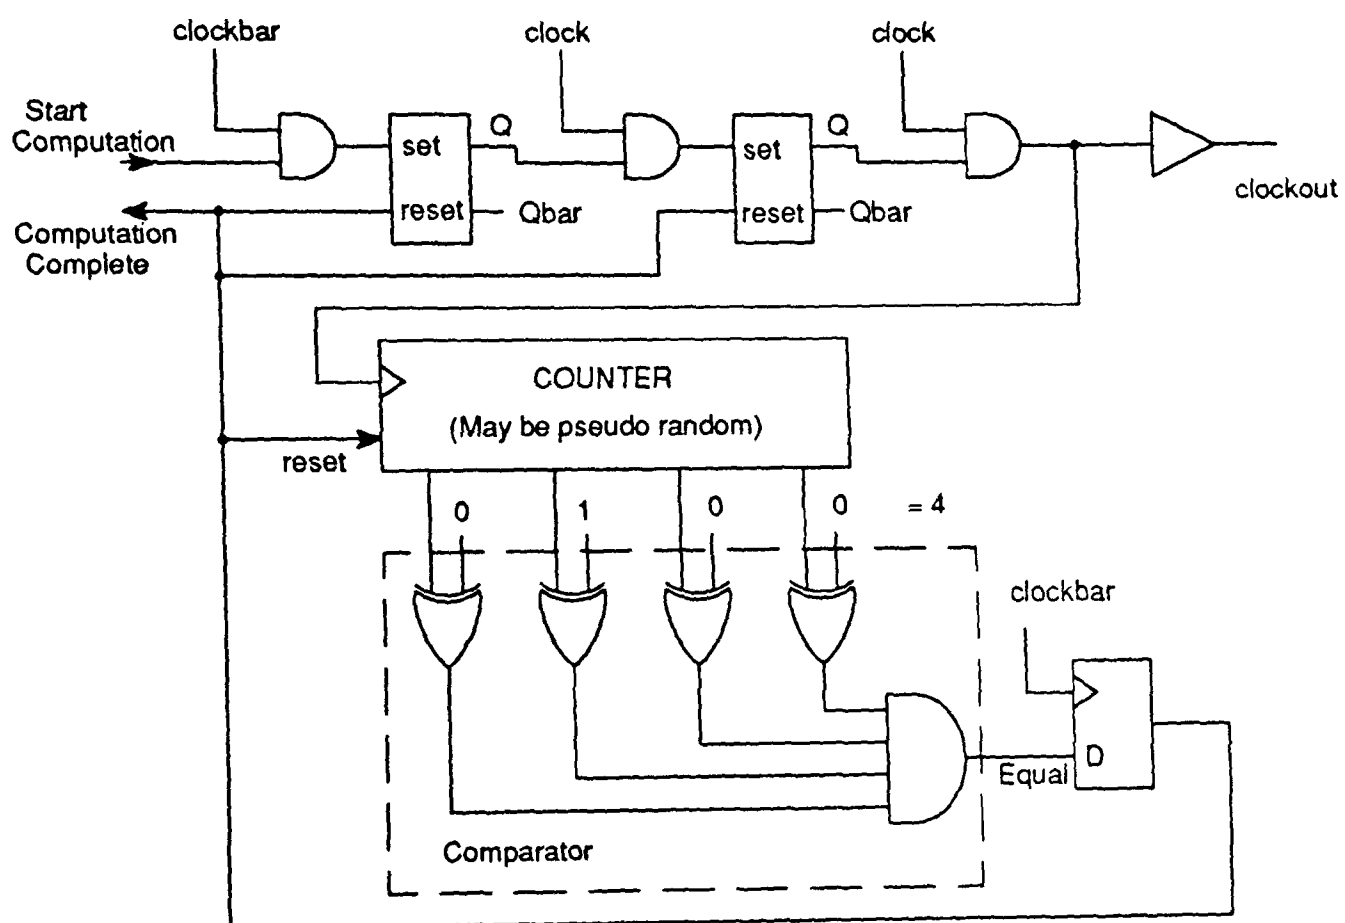 clockbar
clock
clock
Start
Computation
set
Q
set
Q
clockout
reset
Qbar
reset
Qbar
Computation
Complete
COUNTER
(May be pseudo random)
reset
0
1
0
0
= 4
clockbar
D
Equal
Comparator